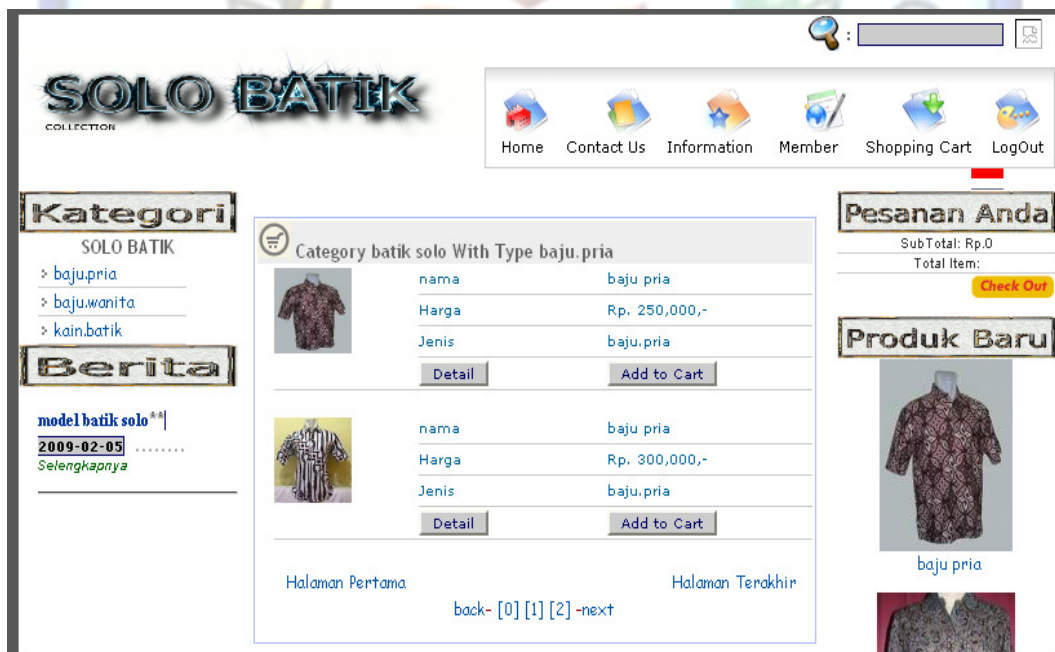 :
SOLO BATIK
COLLECTION
Home Contact Us Information Member Shopping Cart LogOut
Kategori
SOLO BATIK
baju.pria
baju.wanita
kain.batik
Berita
model batik solo**|
2009-02-05 ........
Selengkapnya
Category batik solo With Type baju.pria
nama baju pria
Harga Rp. 250,000,-
Jenis baju.pria
Detail Add to Cart
nama baju pria
Harga Rp. 300,000,-
Jenis baju.pria
Detail Add to Cart
Halaman Pertama Halaman Terakhir
back- [0] [1] [2] -next
Pesanan Anda
SubTotal: Rp.0
Total Item:
Check Out
Produk Baru
baju pria